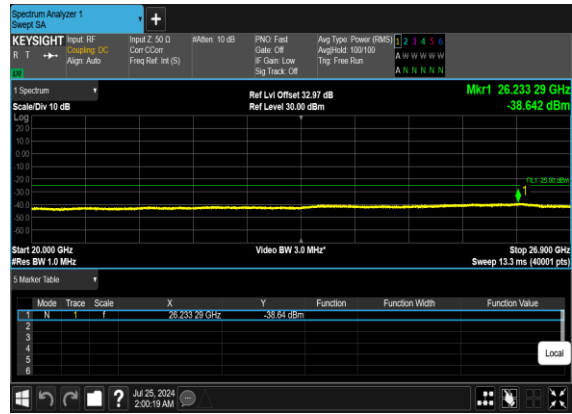 Spectrum Analyzer 1
Swept SA
+
KEYSIGHT Input: RF Input Z: 50 Ω #Atten: 10 dB PNO: Fast Avg Type: Power (RMS) 1 2 3 4 5 6
R T Coupling: DC Corr CCorr Gate: Off Avg|Hold: 100/100 A W W W W W
Align: Auto Freq Ref: Int (S) IF Gain: Low Trig: Free Run
LXI Sig Track: Off A N N N N N
1 Spectrum Ref Lvl Offset 32.97 dB Mkr1 26.233 29 GHz
Scale/Div 10 dB Ref Level 30.00 dBm -38.642 dBm
Log
20.0
10.0
0.00
-10.0
-20.0
DL1 -25.00 dBm
-30.0
1
-40.0
-50.0
-60.0
Start 20.000 GHz Video BW 3.0 MHz* Stop 26.900 GHz
#Res BW 1.0 MHz Sweep 13.3 ms (40001 pts)
5 Marker Table
Mode Trace Scale X Y Function Function Width Function Value
1 N 1 f 26.233 29 GHz -38.64 dBm
2
3
4
5
6
Local
? Jul 25, 2024
2:00:19 AM